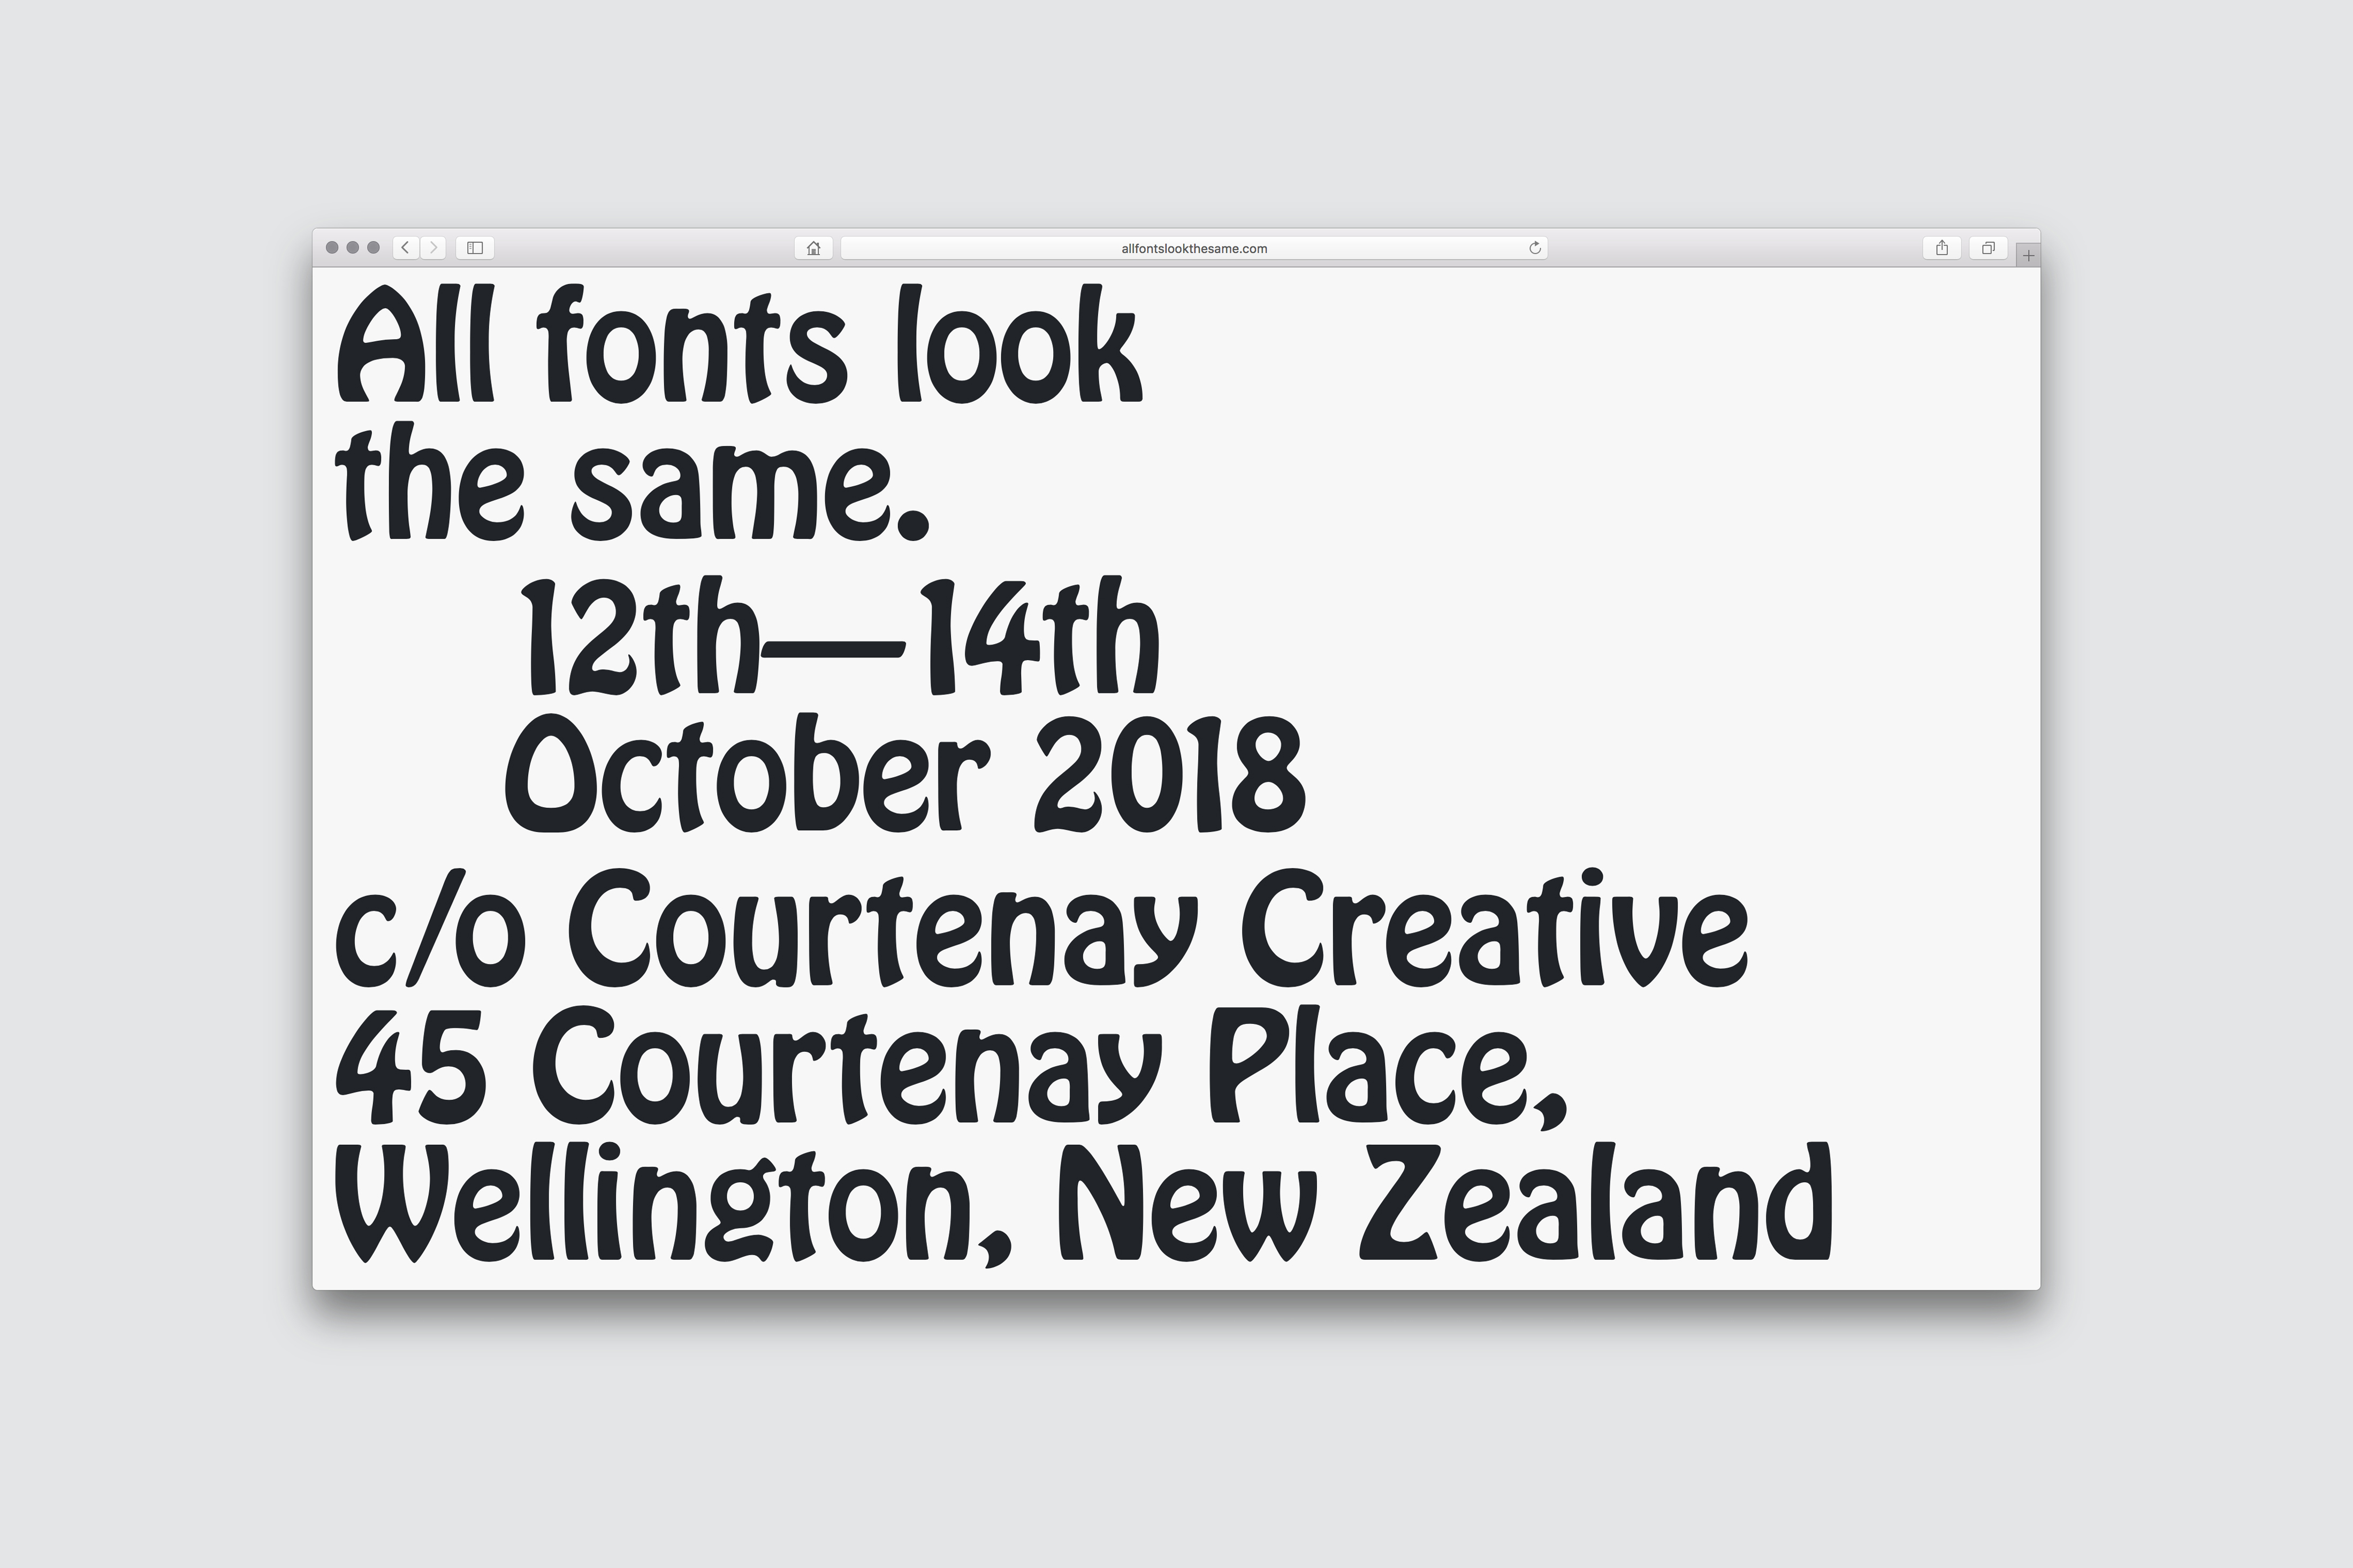 allfontslookthesame.com
All fonts look
the same.
12th—14th
October 2018
c/o Courtenay Creative
45 Courtenay Place,
Wellington, New Zealand